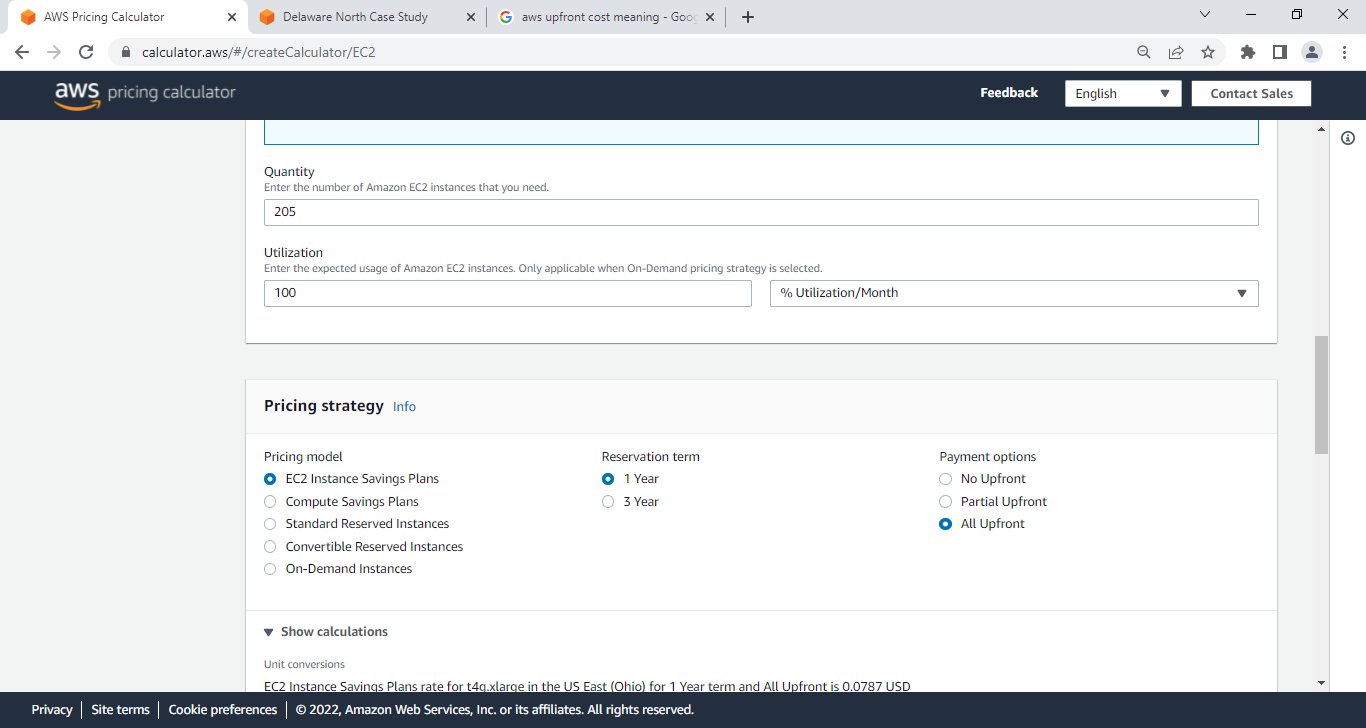 AWS Pricing Calculator
Delaware North Case Study
aws upfront cost meaning - Goo
calculator.aws/#/createCalculator/EC2
aws pricing calculator
Feedback
English
Contact Sales
Quantity
Enter the number of Amazon EC2 instances that you need.
205
Utilization
Enter the expected usage of Amazon EC2 instances. Only applicable when On-Demand pricing strategy is selected.
100
% Utilization/Month
Pricing strategy Info
Pricing model
EC2 Instance Savings Plans
Compute Savings Plans
Standard Reserved Instances
Convertible Reserved Instances
On-Demand Instances
Reservation term
1 Year
3 Year
Payment options
No Upfront
Partial Upfront
All Upfront
Show calculations
Unit conversions
EC2 Instance Savings Plans rate for t4g.xlarge in the US East (Ohio) for 1 Year term and All Upfront is 0.0787 USD
Privacy
Site terms
Cookie preferences
© 2022, Amazon Web Services, Inc. or its affiliates. All rights reserved.